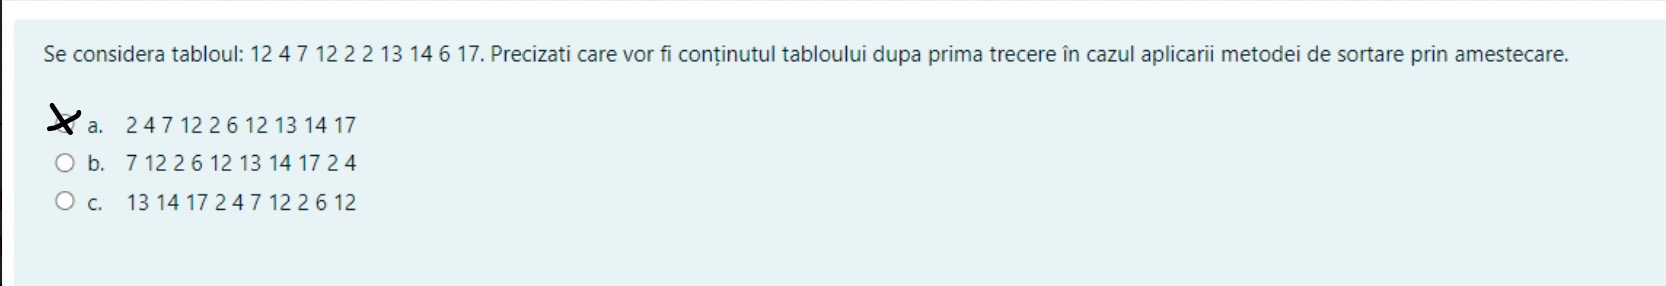 Se considera tabloul: 12 4 7 12 2 2 13 14 6 17. Precizati care vor fi conținutul tabloului dupa prima trecere în cazul aplicarii metodei de sortare prin amestecare.
a. 2 4 7 12 2 6 12 13 14 17
b. 7 12 2 6 12 13 14 17 2 4
c. 13 14 17 2 4 7 12 2 6 12